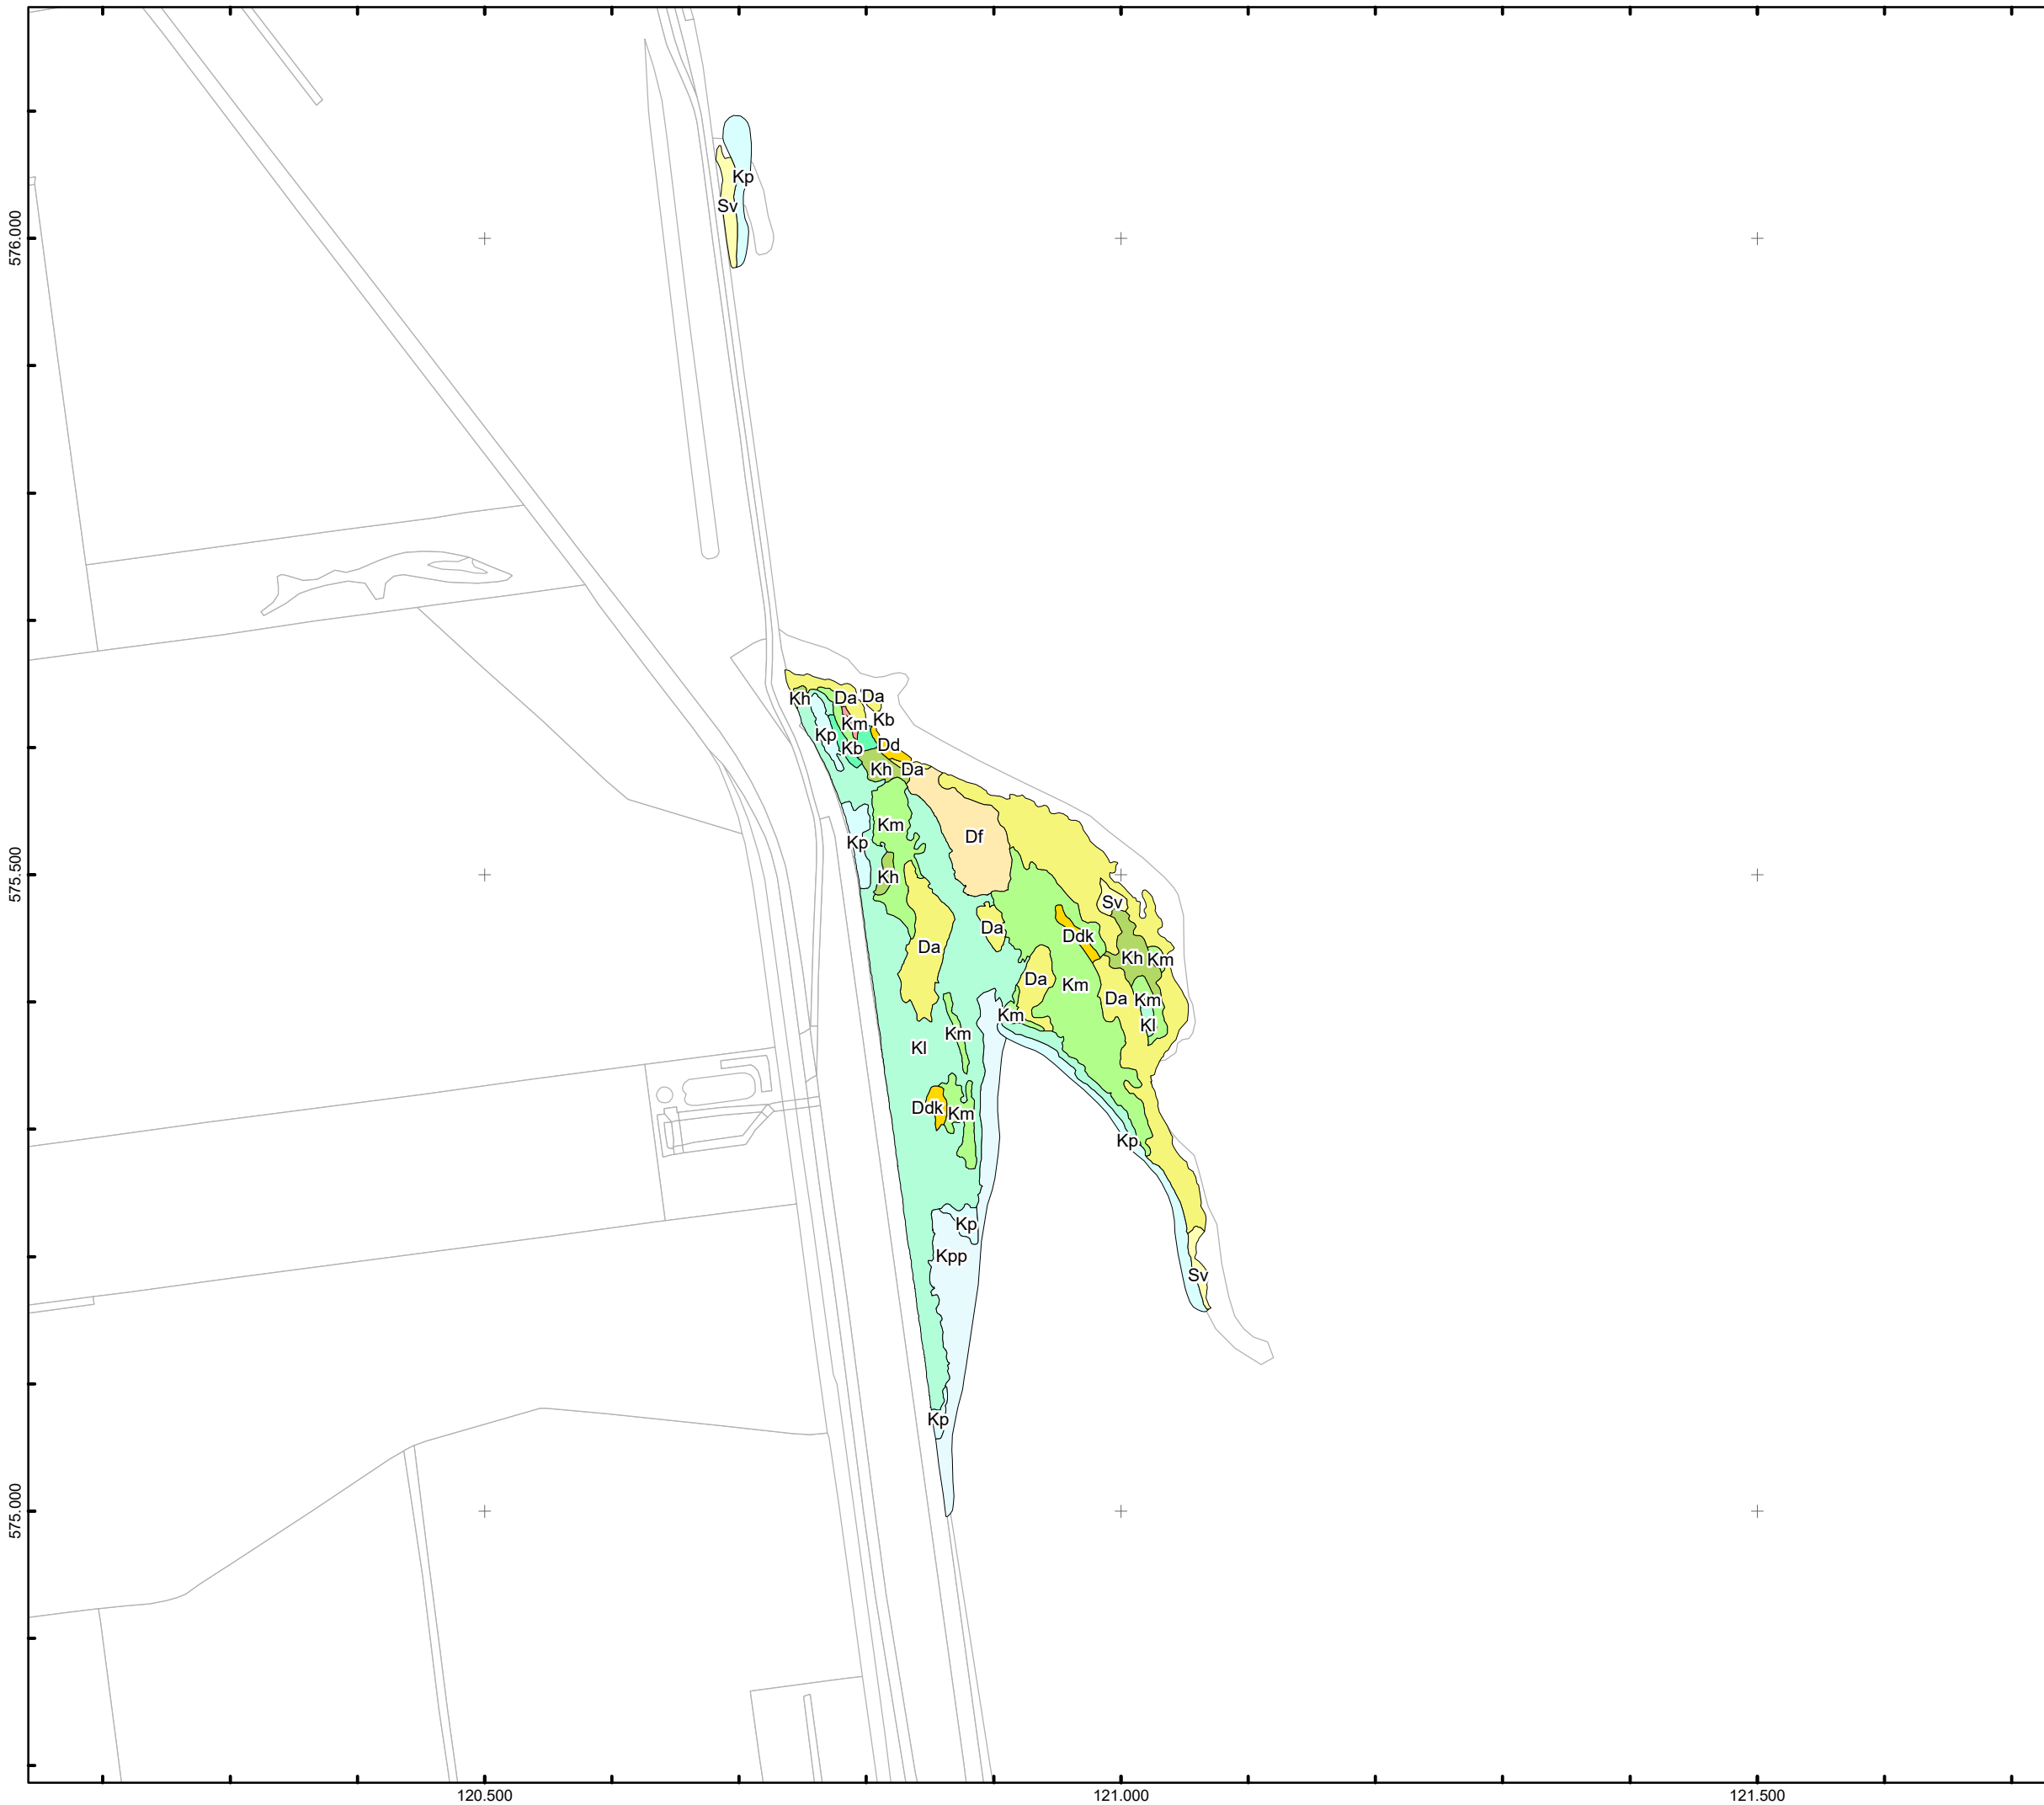 Kp
Sv
576.000
Kh
Da
Da
Km
Kb
Kp
Kb
Dd
Kh
Da
Km
Df
Kp
575.500
Kh
Sv
Da
Da
Ddk
Kh
Km
Da
Km
Da
Km
Km
Kl
Km
Kl
Ddk
Km
Kp
Kp
Kpp
Sv
Kp
575.000
120.500
121.000
121.500